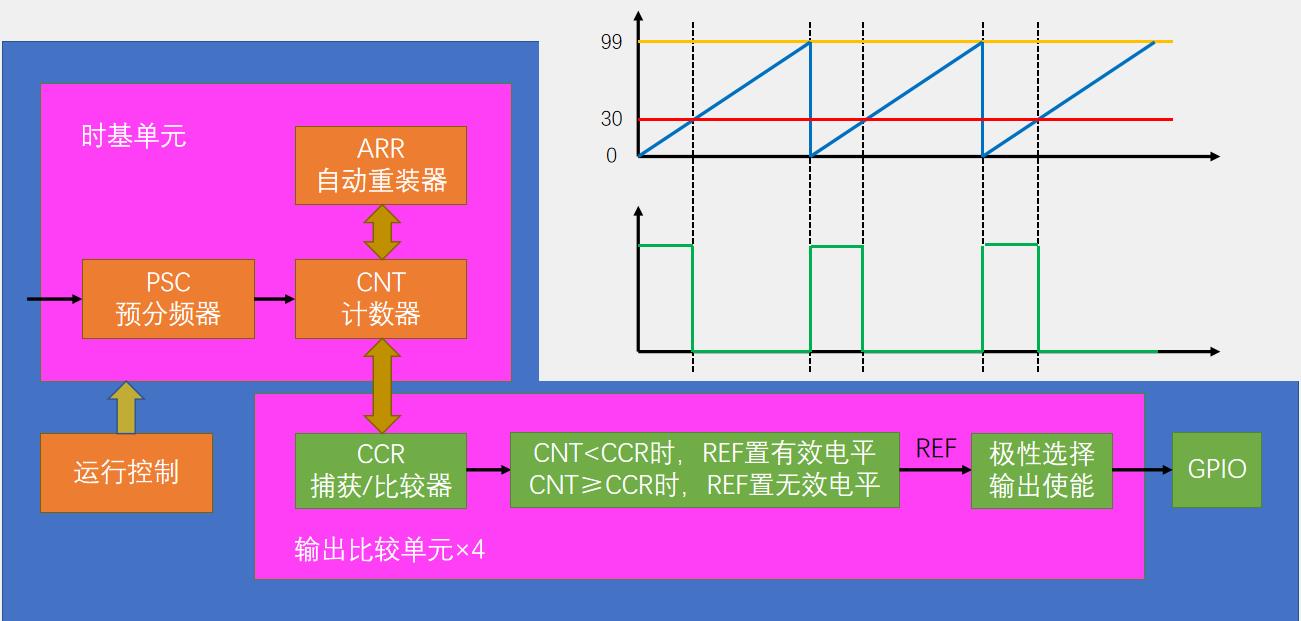 时基单元
ARR
自动重装器
PSC
预分频器
CNT
计数器
99
30
0
运行控制
CCR
捕获/比较器
CNT<CCR时，REF置有效电平
CNT≥CCR时，REF置无效电平
REF
极性选择
输出使能
GPIO
输出比较单元×4